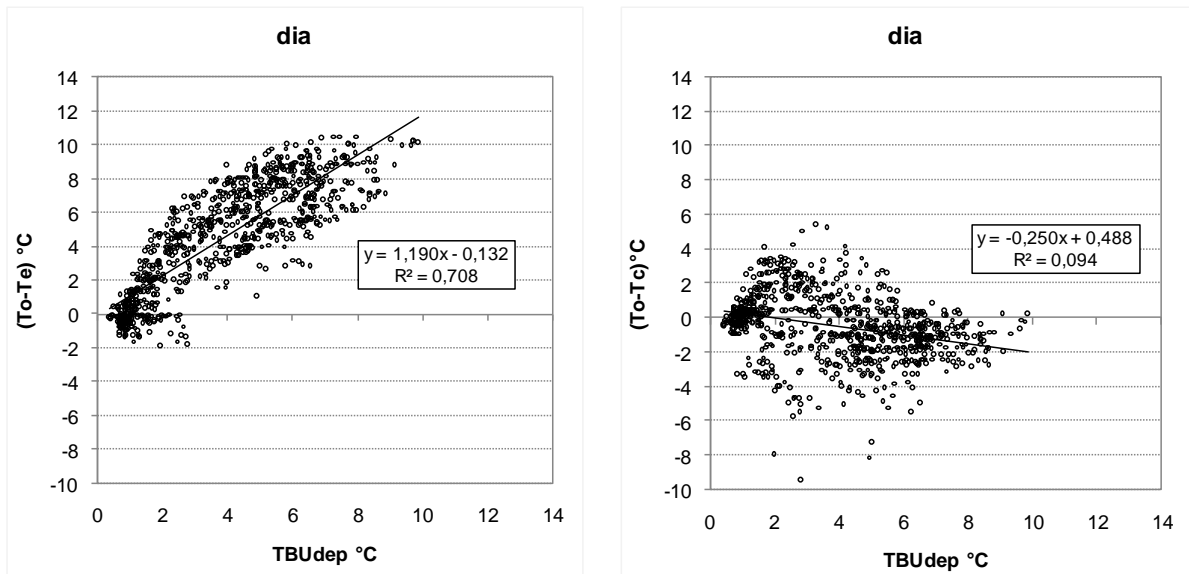 dia
14
12
10
8
6
4
2
0
-2
-4
-6
-8
-10
(To-Te) °C
y = 1,190x - 0,132
R² = 0,708
0 2 4 6 8 10 12 14
TBUdep °C
dia
14
12
10
8
6
4
2
0
-2
-4
-6
-8
-10
(To-Tc)°C
y = -0,250x + 0,488
R² = 0,094
0 2 4 6 8 10 12 14
TBUdep °C